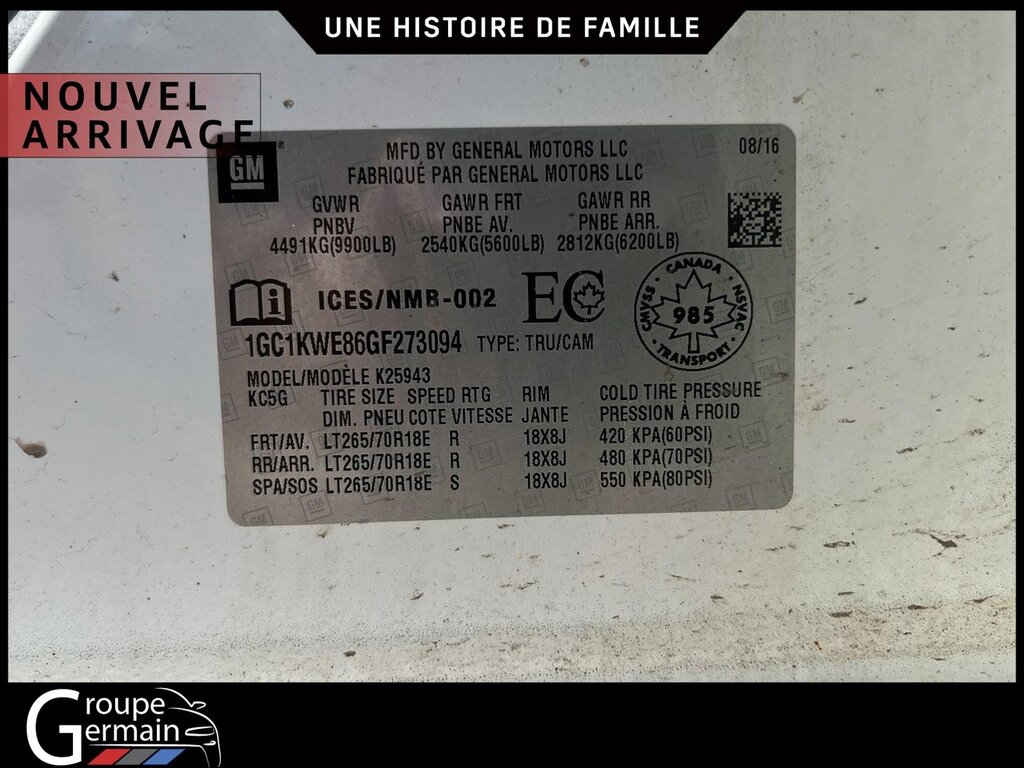 UNE HISTOIRE DE FAMILLE
NOUVEL
ARRIVAGE
GM
MFD BY GENERAL MOTORS LLC 08/16
FABRIQUÉ PAR GENERAL MOTORS LLC
GVWR GAWR FRT GAWR RR
PNBV PNBE AV. PNBE ARR.
4491KG(9900LB) 2540KG(5600LB) 2812KG(6200LB)
i ICES/NMB-002 EC
CANADA
CMVSS NSVAC
985
TRANSPORT
1GC1KWE86GF273094 TYPE: TRU/CAM
MODEL/MODÈLE K25943
KC5G TIRE SIZE SPEED RTG RIM COLD TIRE PRESSURE
DIM. PNEU COTE VITESSE JANTE PRESSION À FROID
FRT/AV. LT265/70R18E R 18X8J 420 KPA(60PSI)
RR/ARR. LT265/70R18E R 18X8J 480 KPA(70PSI)
SPA/SOS LT265/70R18E S 18X8J 550 KPA(80PSI)
Groupe
Germain